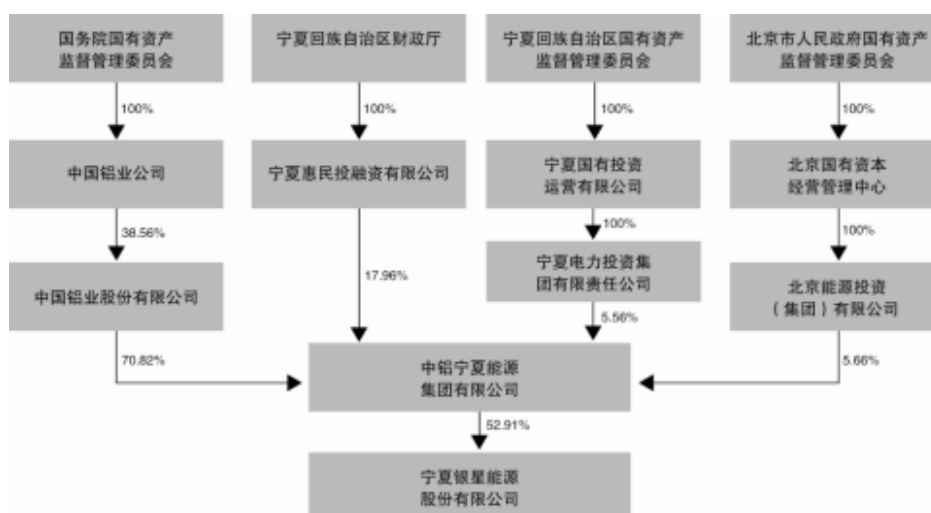 国务院国有资产
监督管理委员会
宁夏回族自治区财政厅
宁夏回族自治区国有资产
监督管理委员会
北京市人民政府国有资产
监督管理委员会
100%
100%
100%
100%
中国铝业公司
宁夏惠民投融资有限公司
宁夏国有投资
运营有限公司
北京国有资本
经营管理中心
38.56%
100%
100%
中国铝业股份有限公司
17.96%
宁夏电力投资集
团有限责任公司
北京能源投资
（集团）有限公司
70.82%
5.56%
5.66%
中铝宁夏能源
集团有限公司
52.91%
宁夏银星能源
股份有限公司